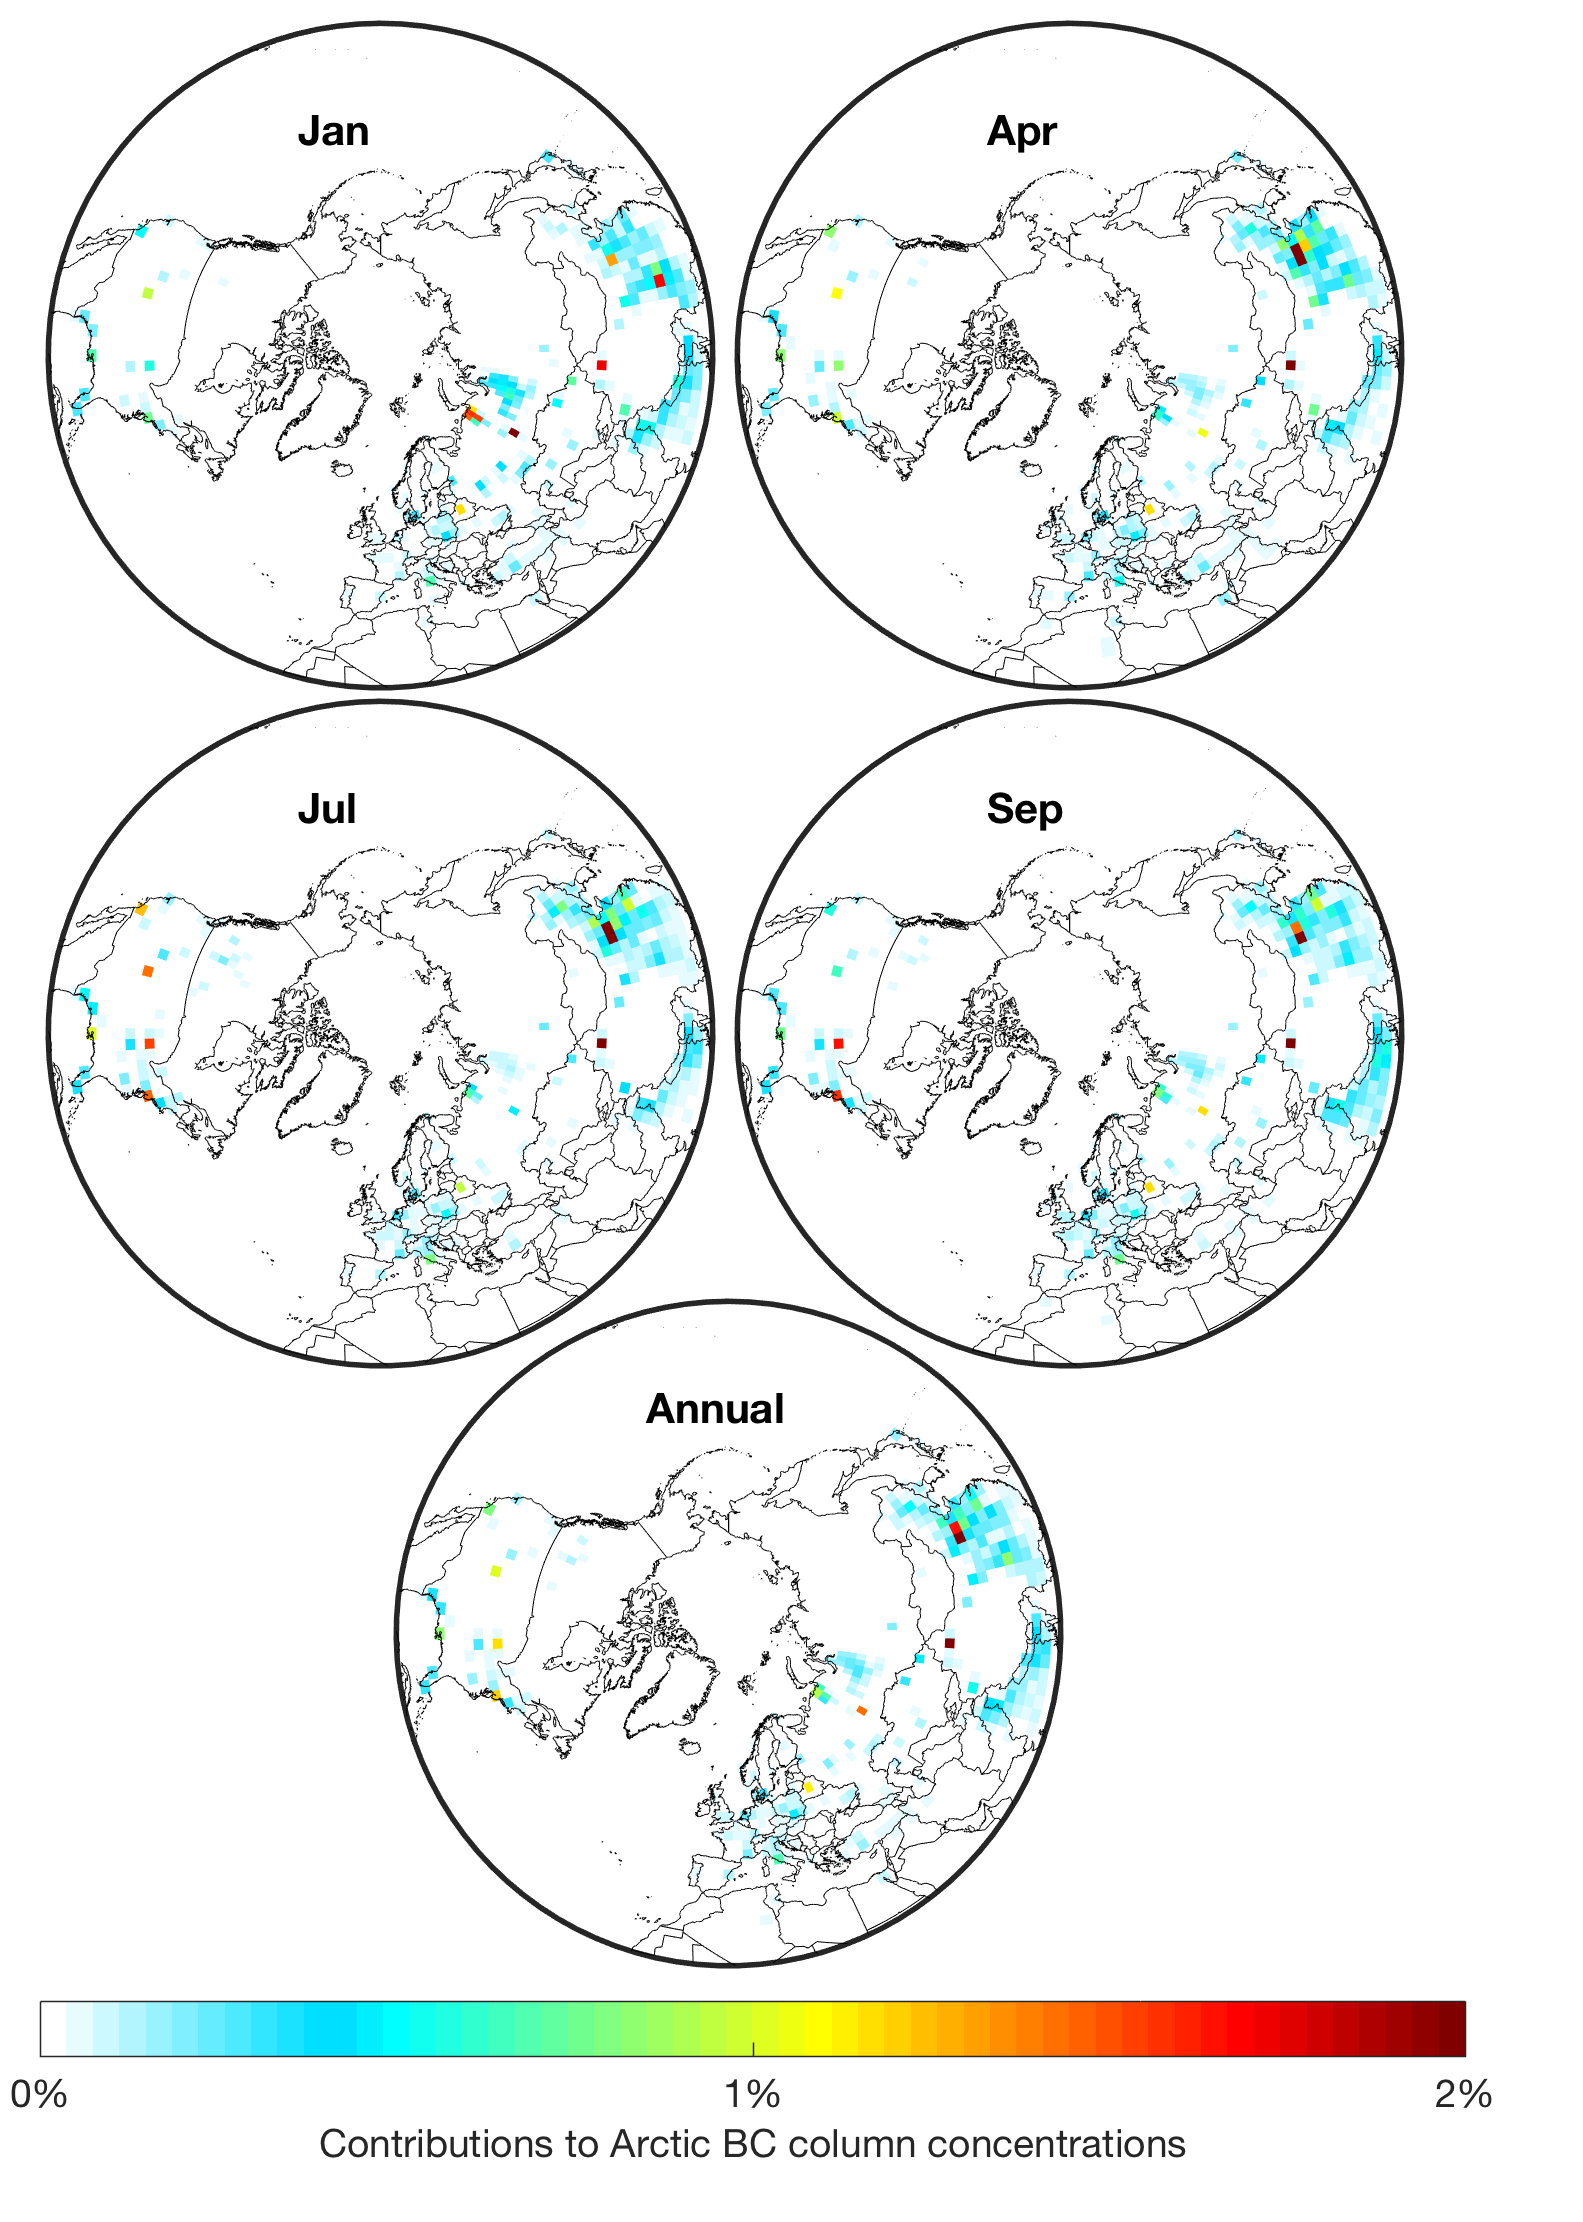 Jan
Apr
Jul
Sep
Annual
0%
1%
2%
Contributions to Arctic BC column concentrations